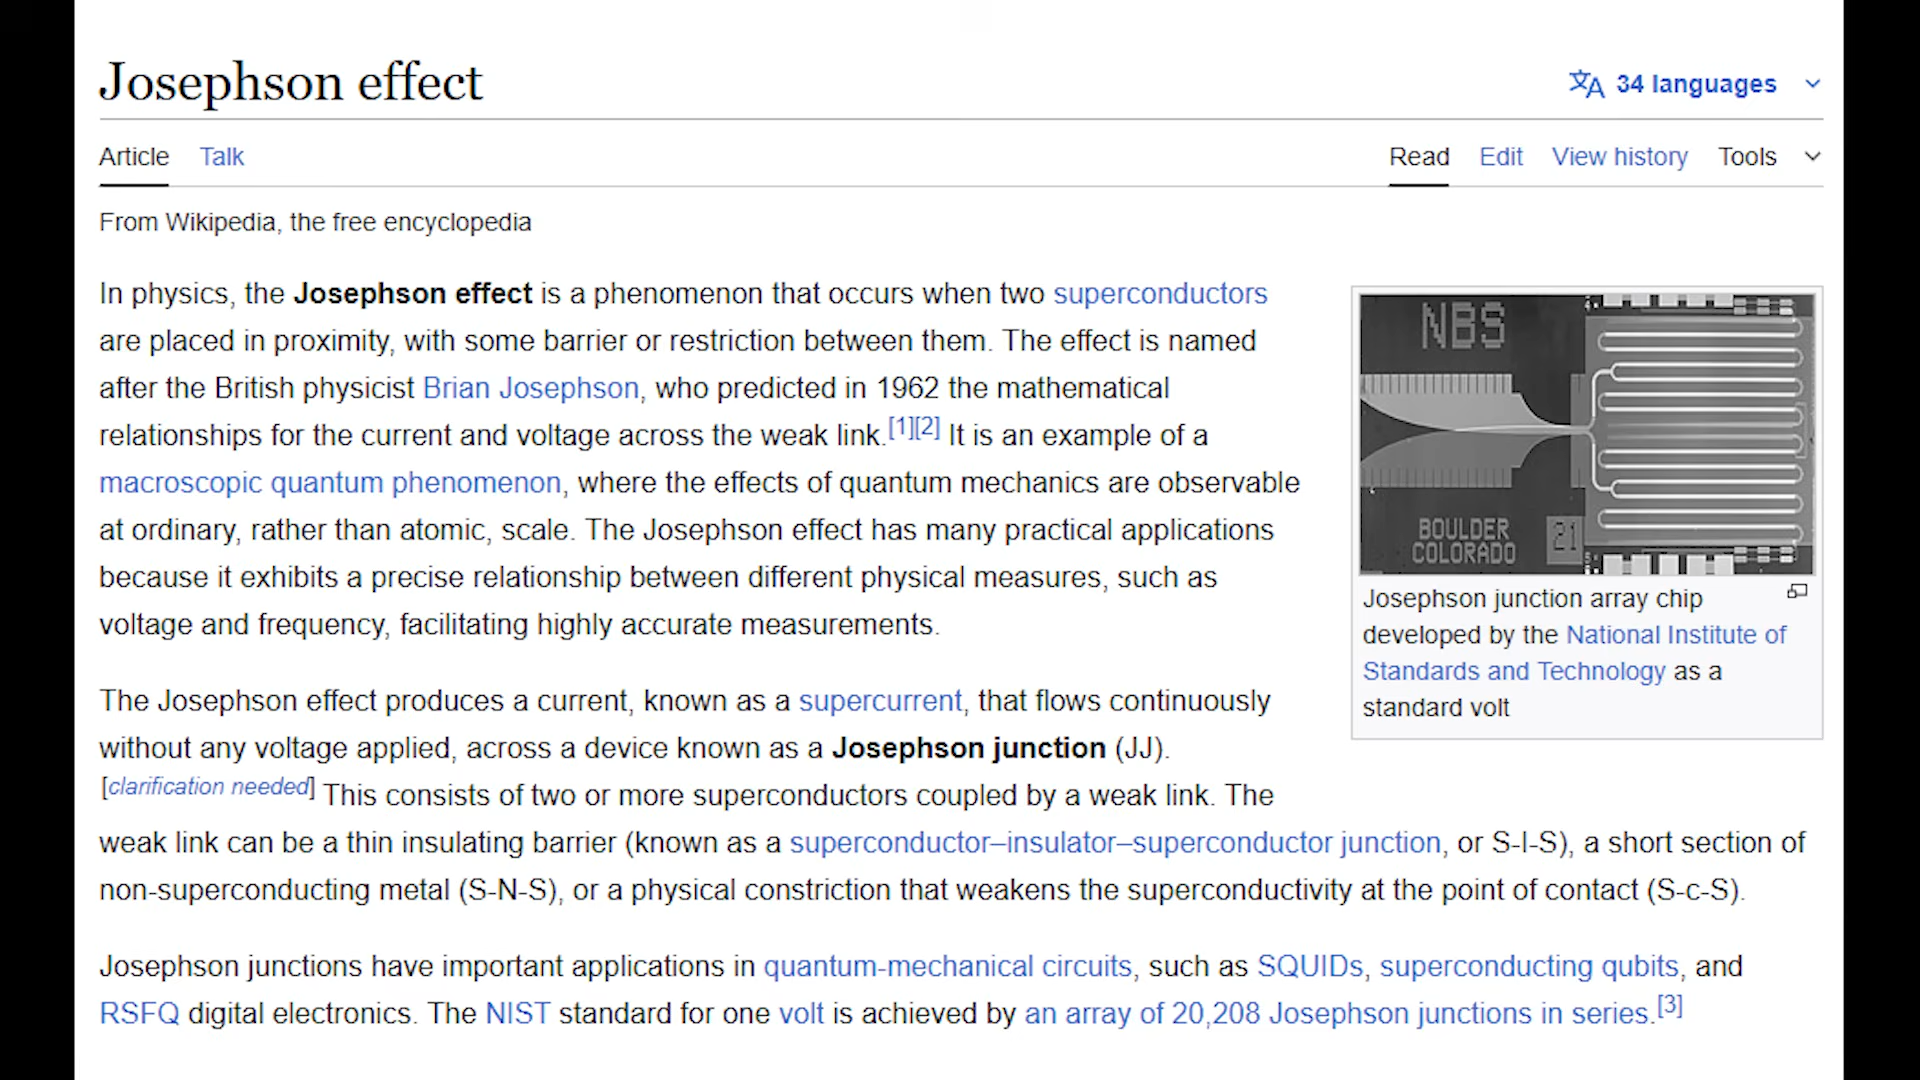 Josephson effect
34 languages
Article Talk
Read Edit View history Tools
From Wikipedia, the free encyclopedia
In physics, the Josephson effect is a phenomenon that occurs when two superconductors
are placed in proximity, with some barrier or restriction between them. The effect is named
after the British physicist Brian Josephson, who predicted in 1962 the mathematical
relationships for the current and voltage across the weak link.[1][2] It is an example of a
macroscopic quantum phenomenon, where the effects of quantum mechanics are observable
at ordinary, rather than atomic, scale. The Josephson effect has many practical applications
because it exhibits a precise relationship between different physical measures, such as
voltage and frequency, facilitating highly accurate measurements.
NBS
BOULDER
COLORADO
21
Josephson junction array chip
developed by the National Institute of
Standards and Technology as a
standard volt
The Josephson effect produces a current, known as a supercurrent, that flows continuously
without any voltage applied, across a device known as a Josephson junction (JJ).
[clarification needed] This consists of two or more superconductors coupled by a weak link. The
weak link can be a thin insulating barrier (known as a superconductor–insulator–superconductor junction, or S-I-S), a short section of
non-superconducting metal (S-N-S), or a physical constriction that weakens the superconductivity at the point of contact (S-c-S).
Josephson junctions have important applications in quantum-mechanical circuits, such as SQUIDs, superconducting qubits, and
RSFQ digital electronics. The NIST standard for one volt is achieved by an array of 20,208 Josephson junctions in series.[3]